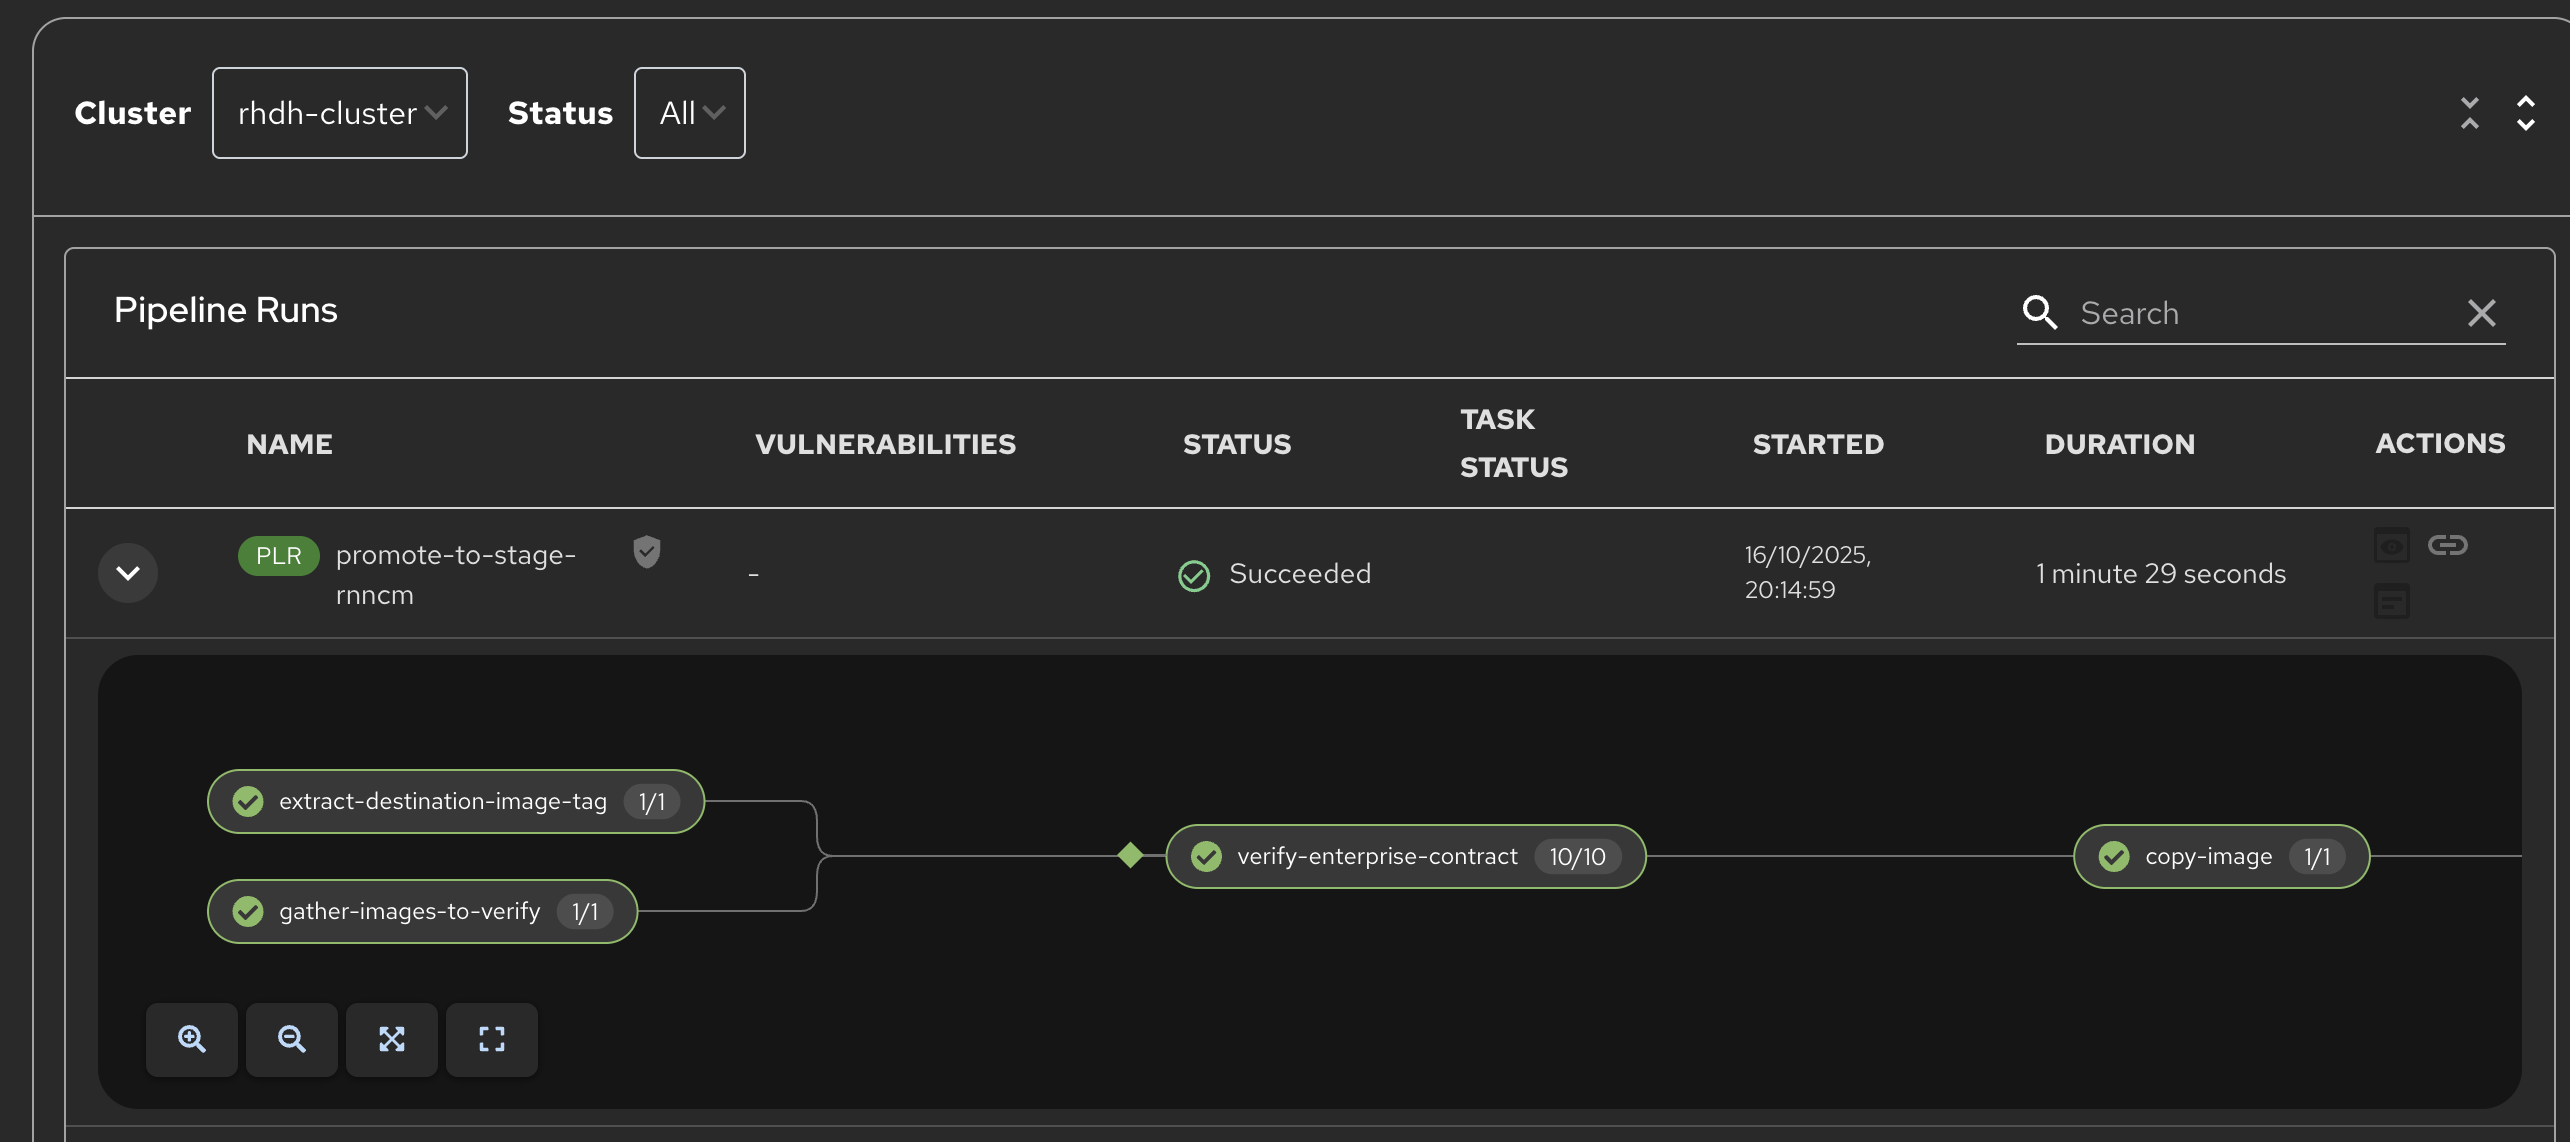 Cluster rhdh-cluster Status All
Pipeline Runs
Search
NAME VULNERABILITIES STATUS TASK STATUS STARTED DURATION ACTIONS
PLR promote-to-stage-
rnncm
-
Succeeded
16/10/2025,
20:14:59
1 minute 29 seconds
extract-destination-image-tag 1/1
gather-images-to-verify 1/1
verify-enterprise-contract 10/10
copy-image 1/1